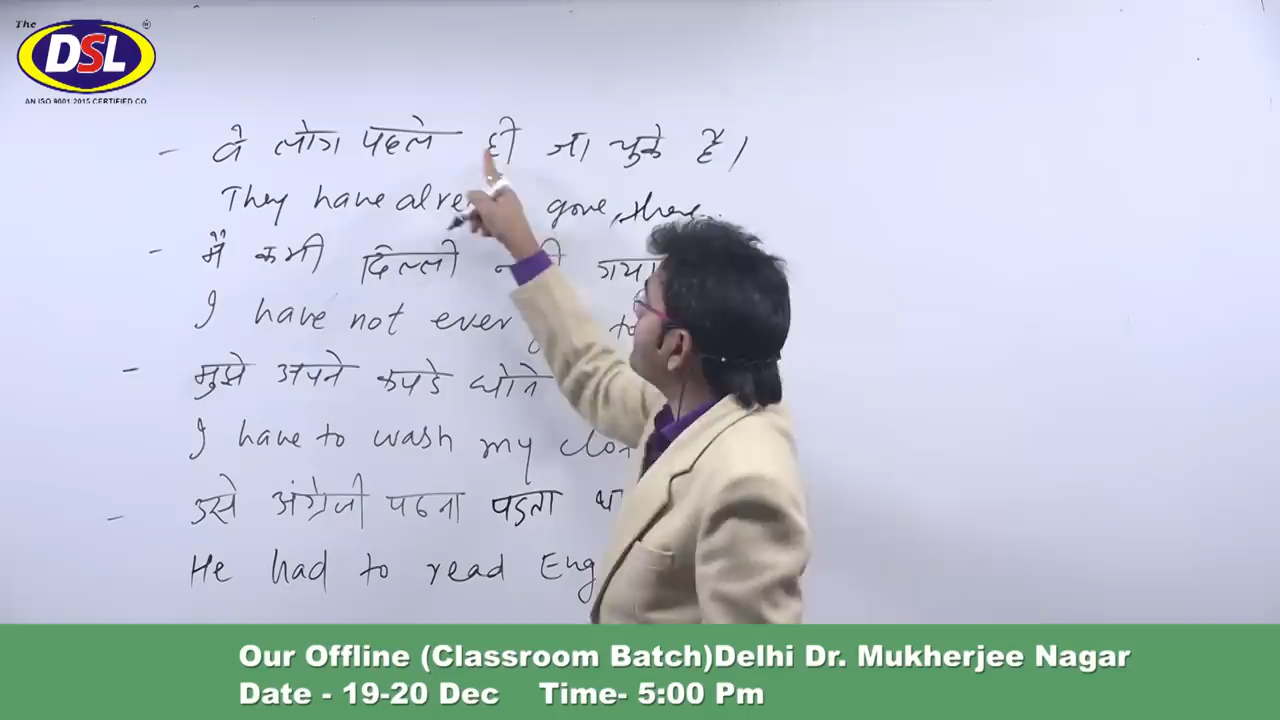 The
DSL
®
AN ISO 9001:2015 CERTIFIED CO
- वे लोग पहले ही जा चुके हैं।
They have alre gone, there.
- मैं कभी दिल्ली गया
I have not ever to
- मुझे अपने कपडे धोने
I have to wash my clo
- उसे अंग्रेजी पढना पड़ता था
He had to read Eng
Our Offline (Classroom Batch)Delhi Dr. Mukherjee Nagar
Date - 19-20 Dec Time- 5:00 Pm